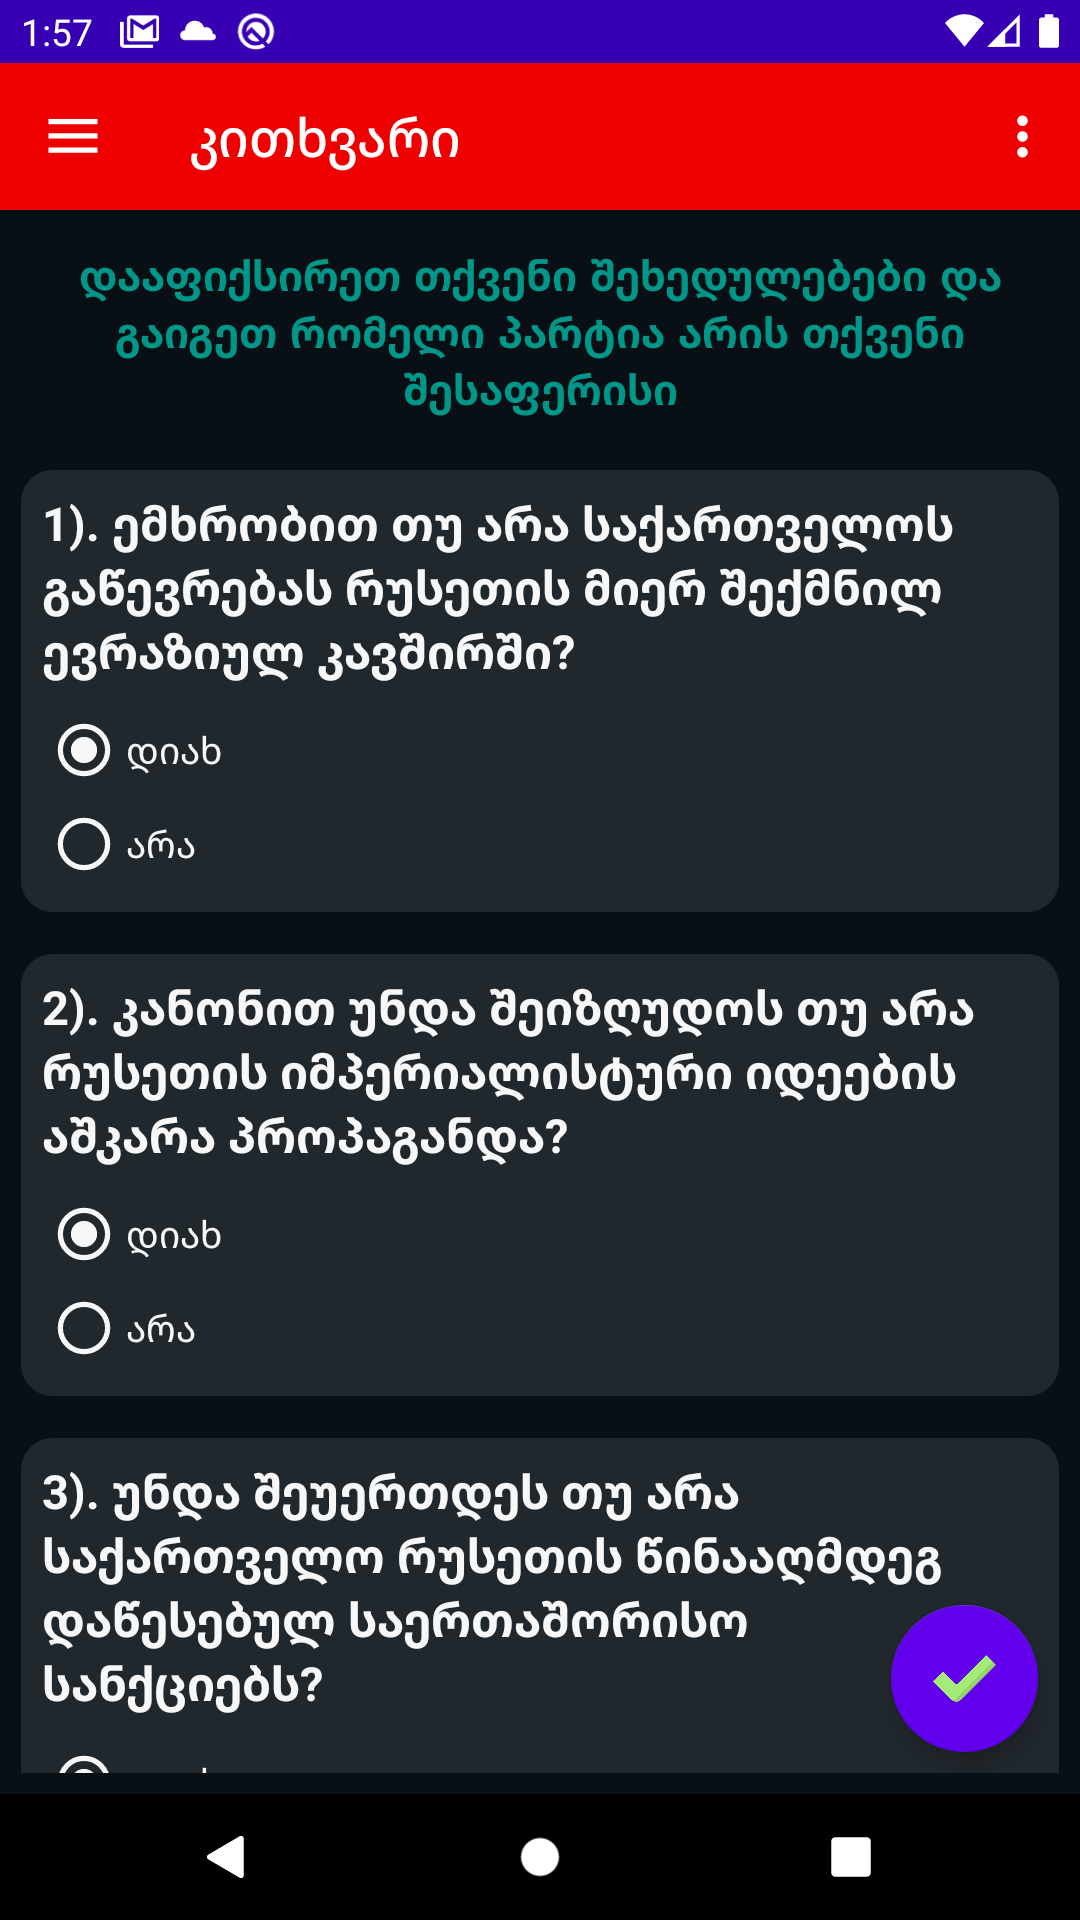 1:57
კითხვარი
დააფიქსირეთ თქვენი შეხედულებები და
გაიგეთ რომელი პარტია არის თქვენი
შესაფერისი
1). ემხრობით თუ არა საქართველოს
გაწევრებას რუსეთის მიერ შექმნილ
ევრაზიულ კავშირში?
დიახ
არა
2). კანონით უნდა შეიზღუდოს თუ არა
რუსეთის იმპერიალისტური იდეების
აშკარა პროპაგანდა?
დიახ
არა
3). უნდა შეუერთდეს თუ არა
საქართველო რუსეთის წინააღმდეგ
დაწესებულ საერთაშორისო
სანქციებს?